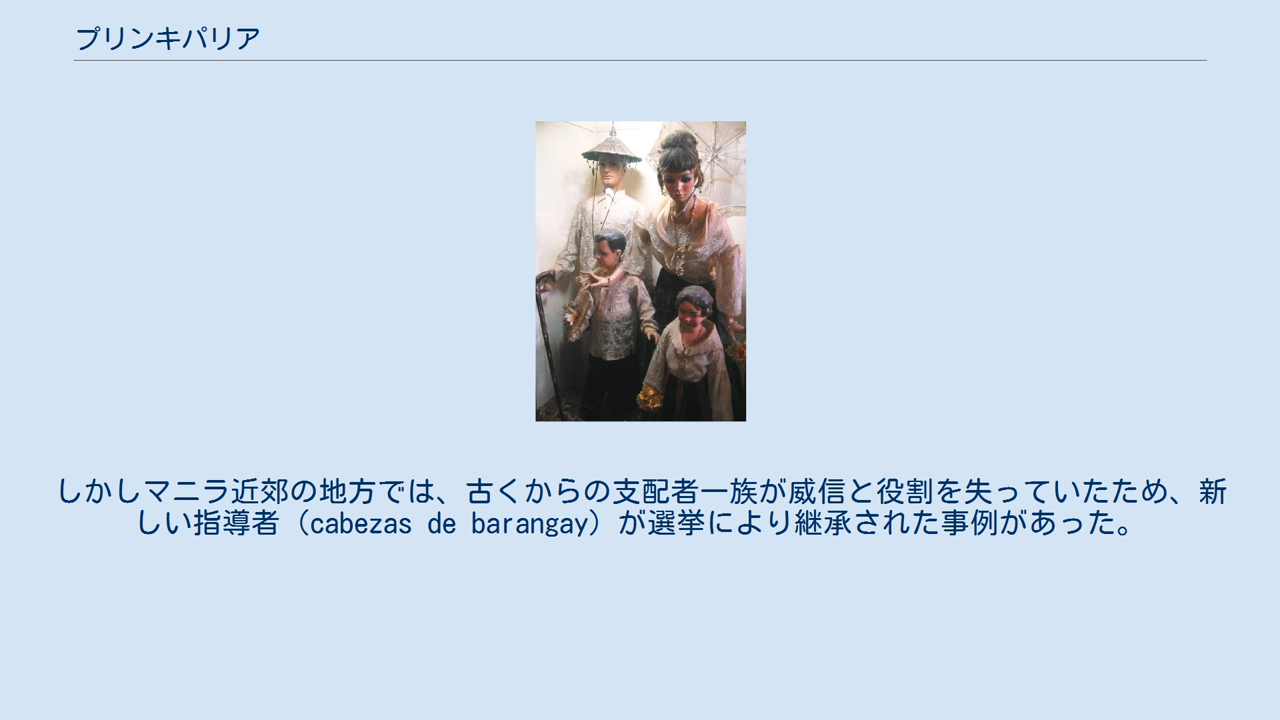 プリンキパリア
しかしマニラ近郊の地方では、古くからの支配者一族が威信と役割を失っていたため、新
しい指導者（cabezas de barangay）が選挙により継承された事例があった。